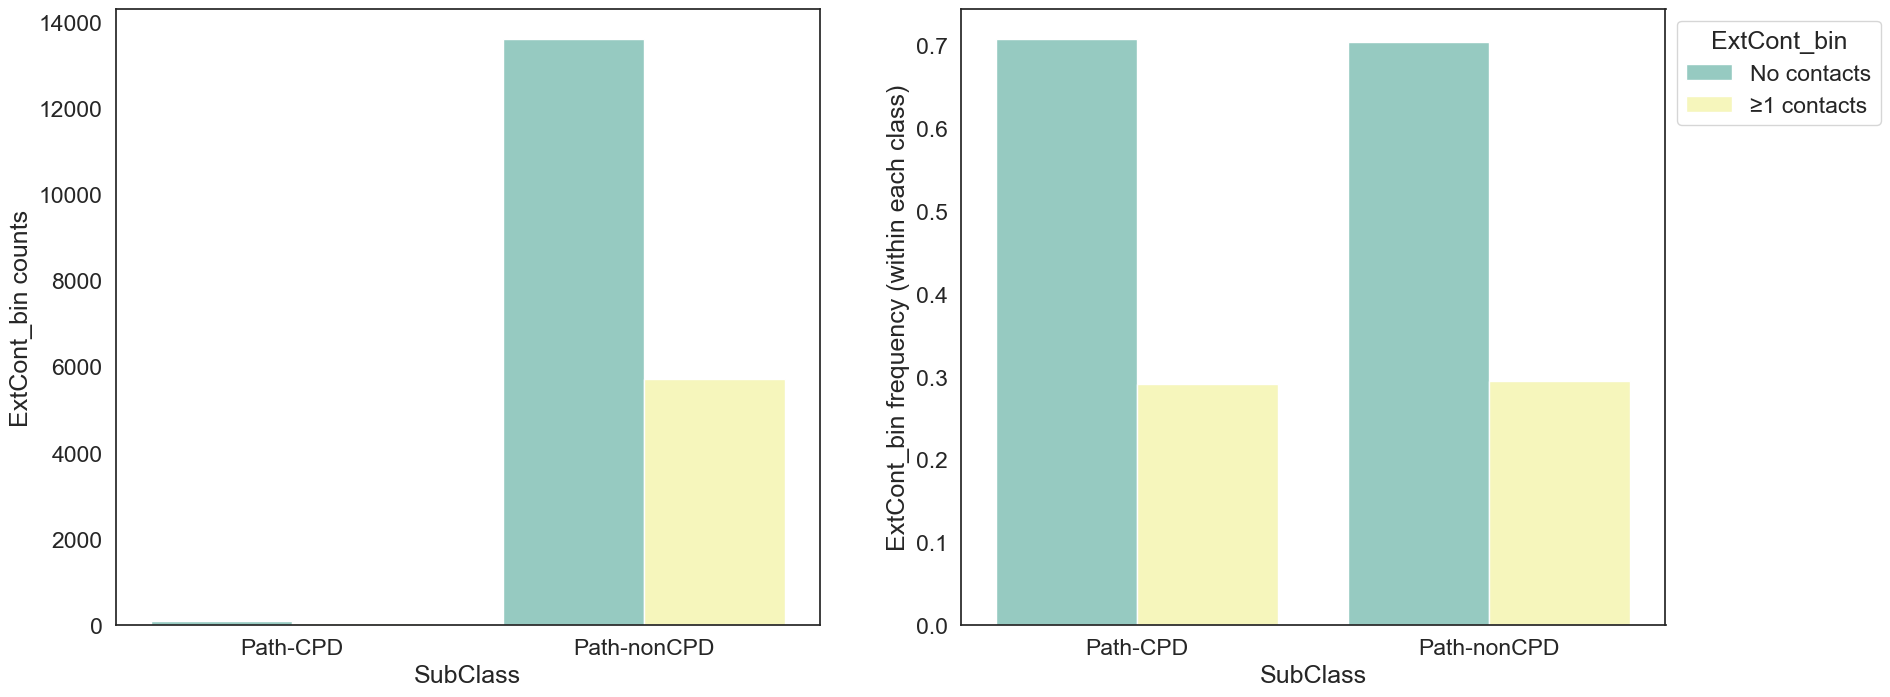 14000
12000
10000
8000
6000
4000
2000
0
ExtCont_bin counts
Path-CPD
Path-nonCPD
SubClass
0.7
0.6
0.5
0.4
0.3
0.2
0.1
0.0
ExtCont_bin frequency (within each class)
Path-CPD
Path-nonCPD
SubClass
ExtCont_bin
No contacts
≥1 contacts